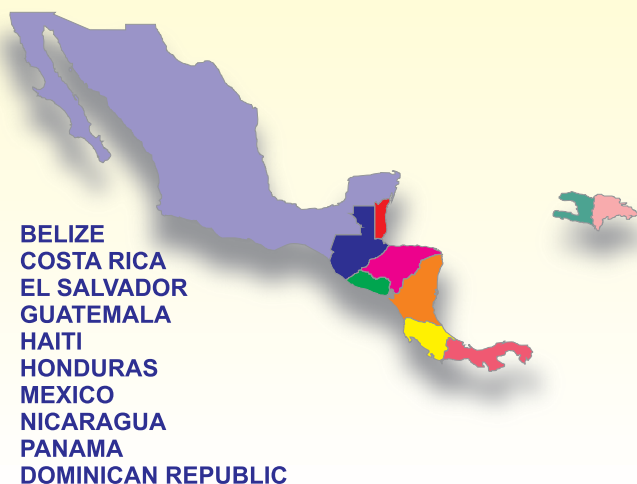 BELIZE
COSTA RICA
EL SALVADOR
GUATEMALA
HAITI
HONDURAS
MEXICO
NICARAGUA
PANAMA
DOMINICAN REPUBLIC